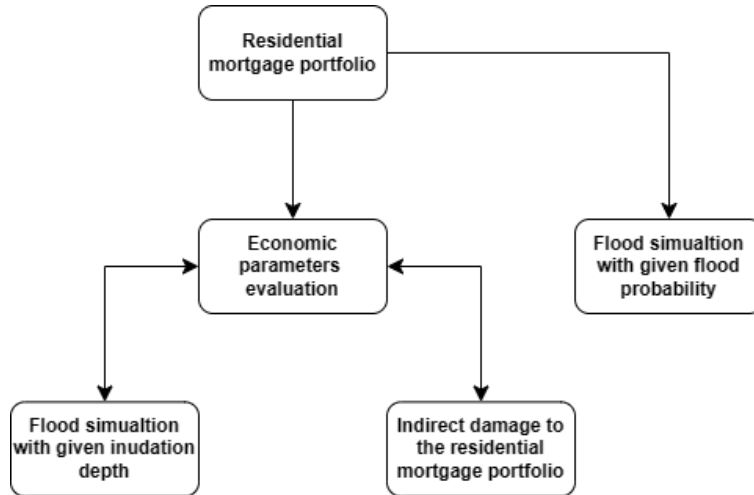 Residential
mortgage portfolio
Economic
parameters
evaluation
Flood simualtion
with given flood
probability
Flood simualtion
with given inudation
depth
Indirect damage to
the residential
mortgage portfolio